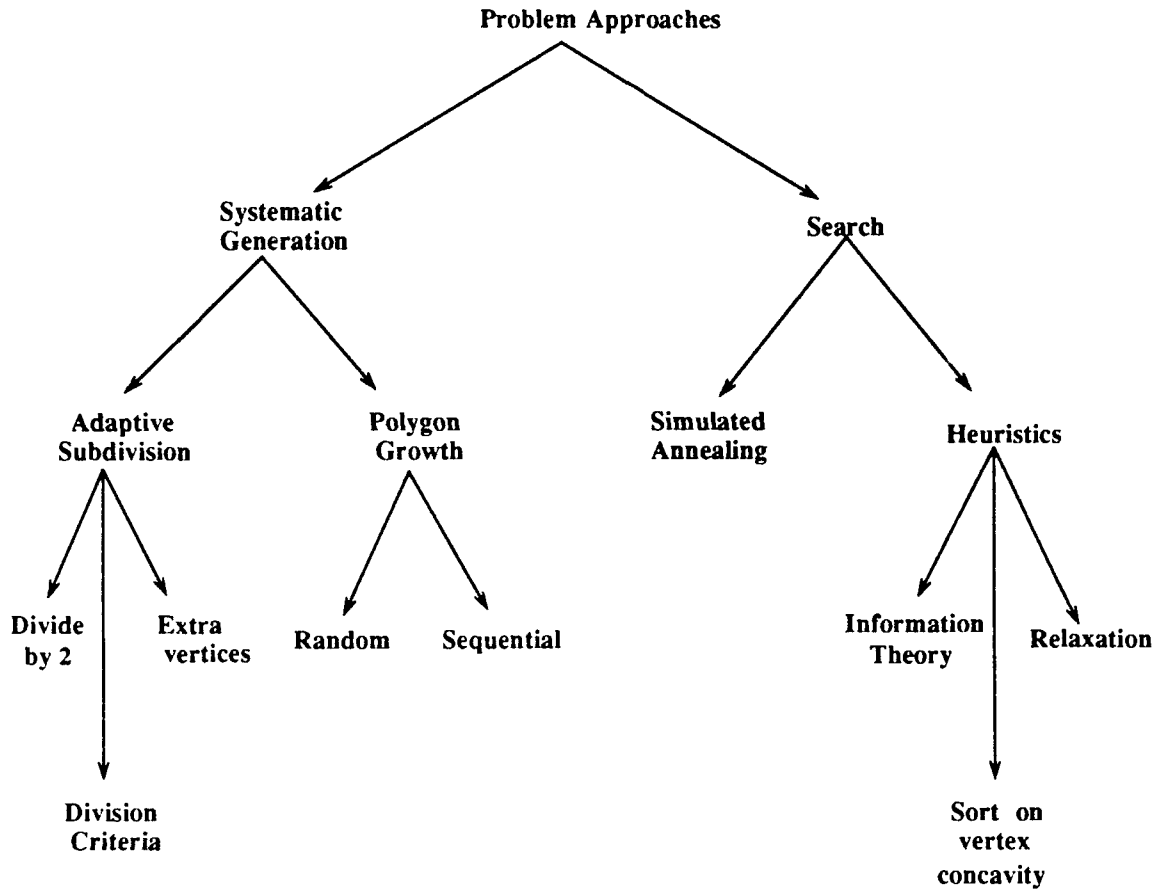 Problem Approaches
Systematic
Generation
Search
Adaptive
Subdivision
Polygon
Growth
Simulated
Annealing
Heuristics
Divide
by 2
Extra
vertices
Random
Sequential
Information
Theory
Relaxation
Division
Criteria
Sort on
vertex
concavity